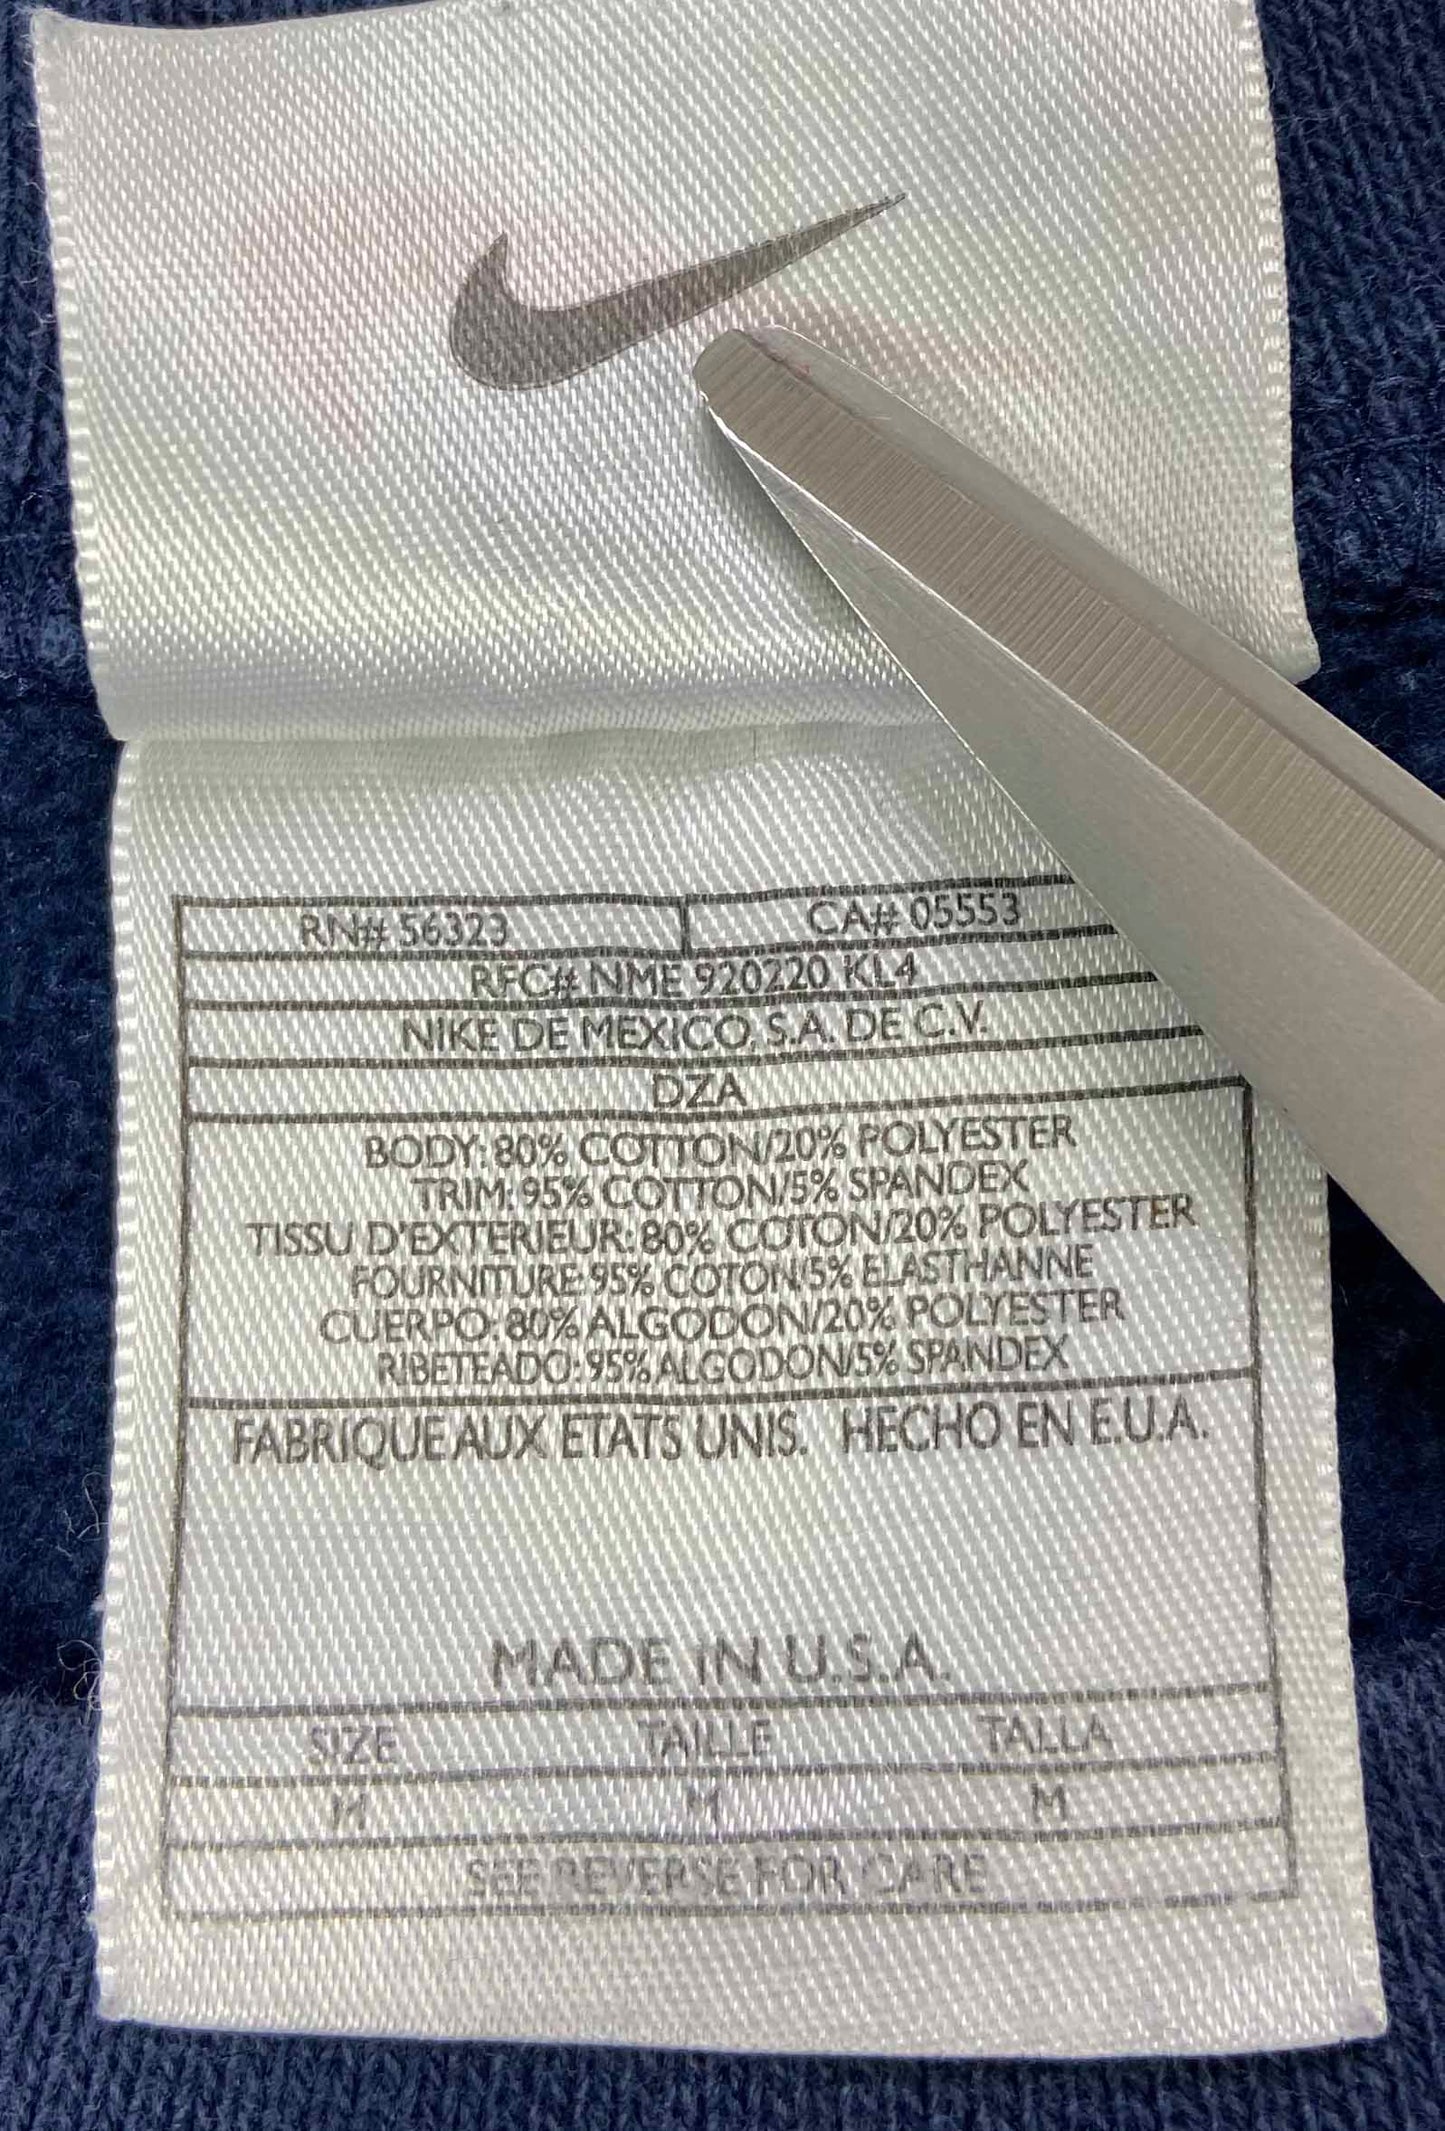 RN# 56323 CA# 05553
RFC# NME 920220 KL4
NIKE DE MEXICO, S.A. DE C.V.
DZA
BODY: 80% COTTON/20% POLYESTER
TRIM: 95% COTTON/5% SPANDEX
TISSU D'EXTERIEUR: 80% COTON/20% POLYESTER
FOURNITURE: 95% COTON/5% ELASTHANNE
CUERPO: 80% ALGODON/20% POLYESTER
RIBETEADO: 95% ALGODON/5% SPANDEX
FABRIQUE AUX ETATS UNIS. HECHO EN E.U.A.
MADE IN U.S.A.
SIZE TAILLE TALLA
M M M
SEE REVERSE FOR CARE